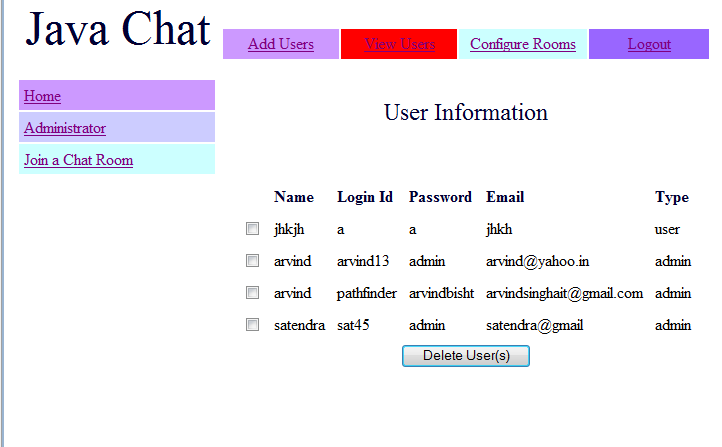 Java Chat
Add Users View Users Configure Rooms Logout
Home
Administrator
Join a Chat Room
User Information
Name Login Id Password Email Type
jhkjh a a jhkh user
arvind arvind13 admin arvind@yahoo.in admin
arvind pathfinder arvindbisht arvindsinghait@gmail.com admin
satendra sat45 admin satendra@gmail admin
Delete User(s)